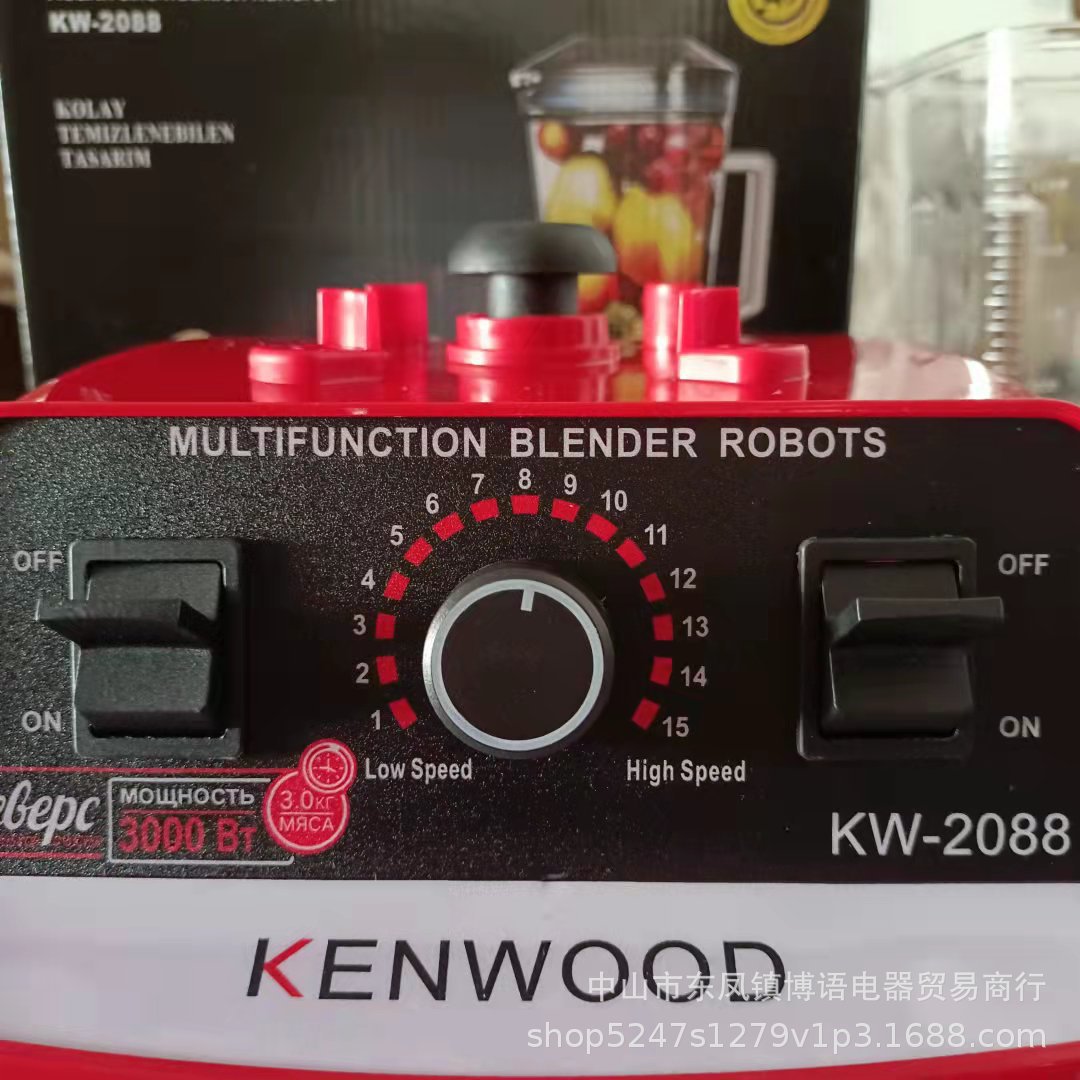 KW-2088
KOLAY
TEMIZLENEBILEN
TASARIM
MULTIFUNCTION BLENDER ROBOTS
1
2
3
4
5
6
7
8
9
10
11
12
13
14
15
OFF
ON
OFF
ON
Low Speed
High Speed
МОЩНОСТЬ
3000 Вт
3.0кг
МЯСА
KW-2088
KENWOOD
中山市东凤镇博语电器贸易商行
shop5247s1279v1p3.1688.com